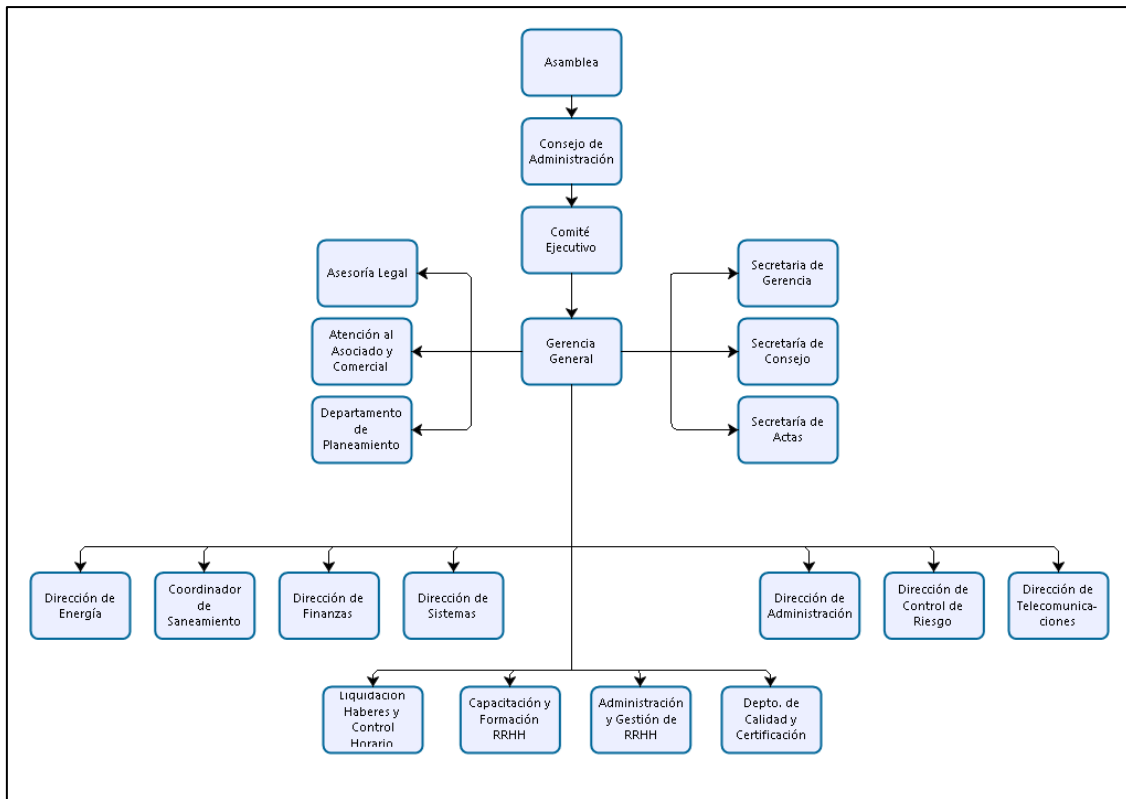 Asamblea
Consejo de
Administración
Comité
Ejecutivo
Asesoría Legal
Secretaria de
Gerencia
Atención al
Asociado y
Comercial
Gerencia
General
Secretaría de
Consejo
Departamento
de
Planeamiento
Secretaría de
Actas
Dirección de
Energía
Coordinador
de
Saneamiento
Dirección de
Finanzas
Dirección de
Sistemas
Dirección de
Administración
Dirección de
Control de
Riesgo
Dirección de
Telecomunica-
ciones
Liquidación
Haberes y
Control
Horario
Capacitación y
Formación
RRHH
Administración
y Gestión de
RRHH
Depto. de
Calidad y
Certificación